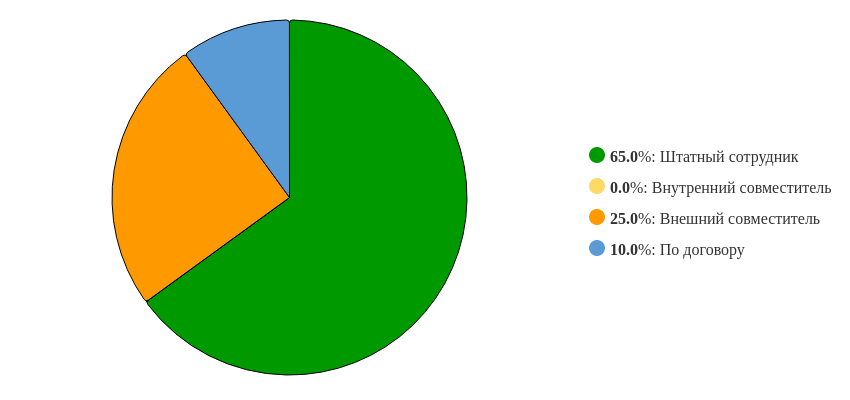 65.0%: Штатный сотрудник
0.0%: Внутренний совместитель
25.0%: Внешний совместитель
10.0%: По договору